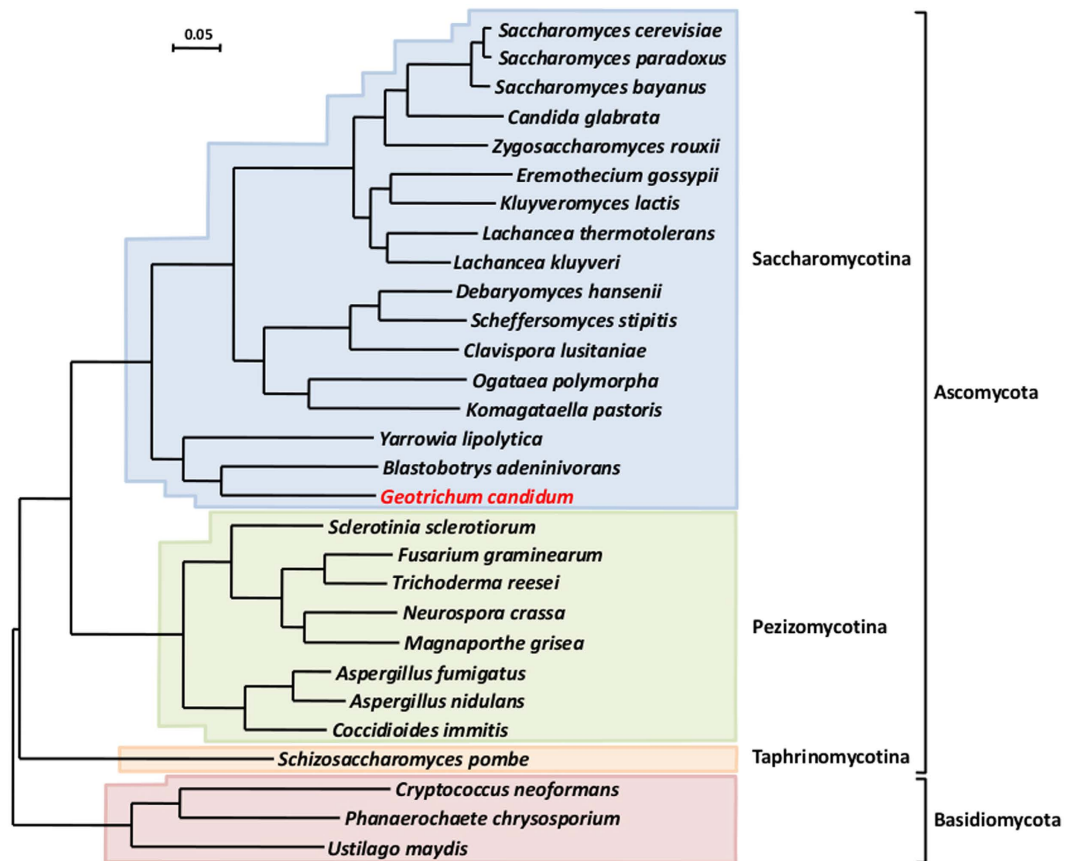 0.05
Saccharomyces cerevisiae
Saccharomyces paradoxus
Saccharomyces bayanus
Candida glabrata
Zygosaccharomyces rouxii
Eremothecium gossypii
Kluyveromyces lactis
Lachancea thermotolerans
Lachancea kluyveri
Debaryomyces hansenii
Scheffersomyces stipitis
Clavispora lusitaniae
Ogataea polymorpha
Komagataella pastoris
Yarrowia lipolytica
Blastobotrys adeninivorans
Geotrichum candidum
Saccharomycotina
Sclerotinia sclerotiorum
Fusarium graminearum
Trichoderma reesei
Neurospora crassa
Magnaporthe grisea
Aspergillus fumigatus
Aspergillus nidulans
Coccidioides immitis
Pezizomycotina
Schizosaccharomyces pombe
Taphrinomycotina
Ascomycota
Cryptococcus neoformans
Phanaerochaete chrysosporium
Ustilago maydis
Basidiomycota